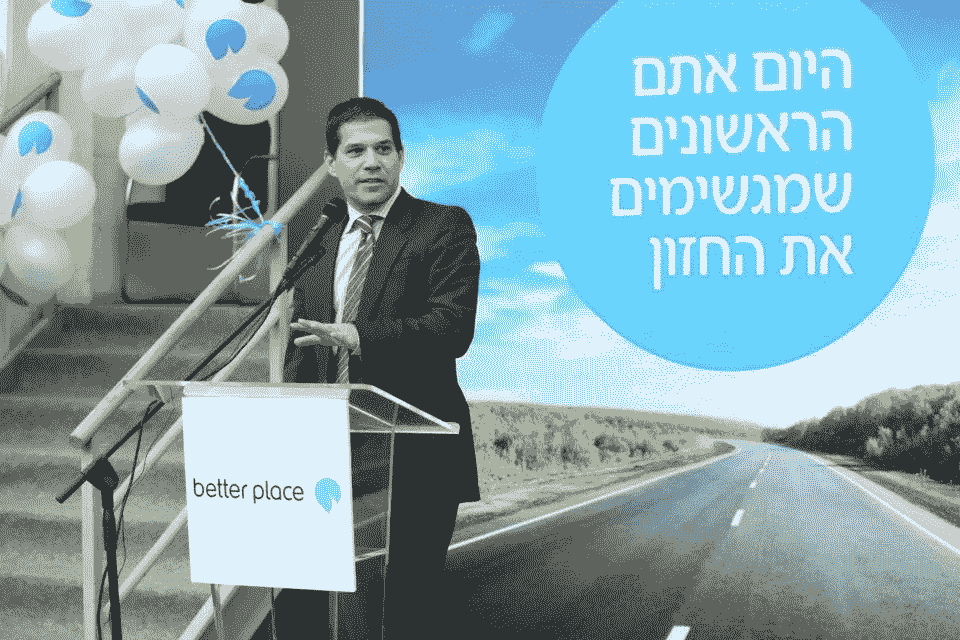 היום אתם
הראשונים
שמגשימים
את החזון
better place